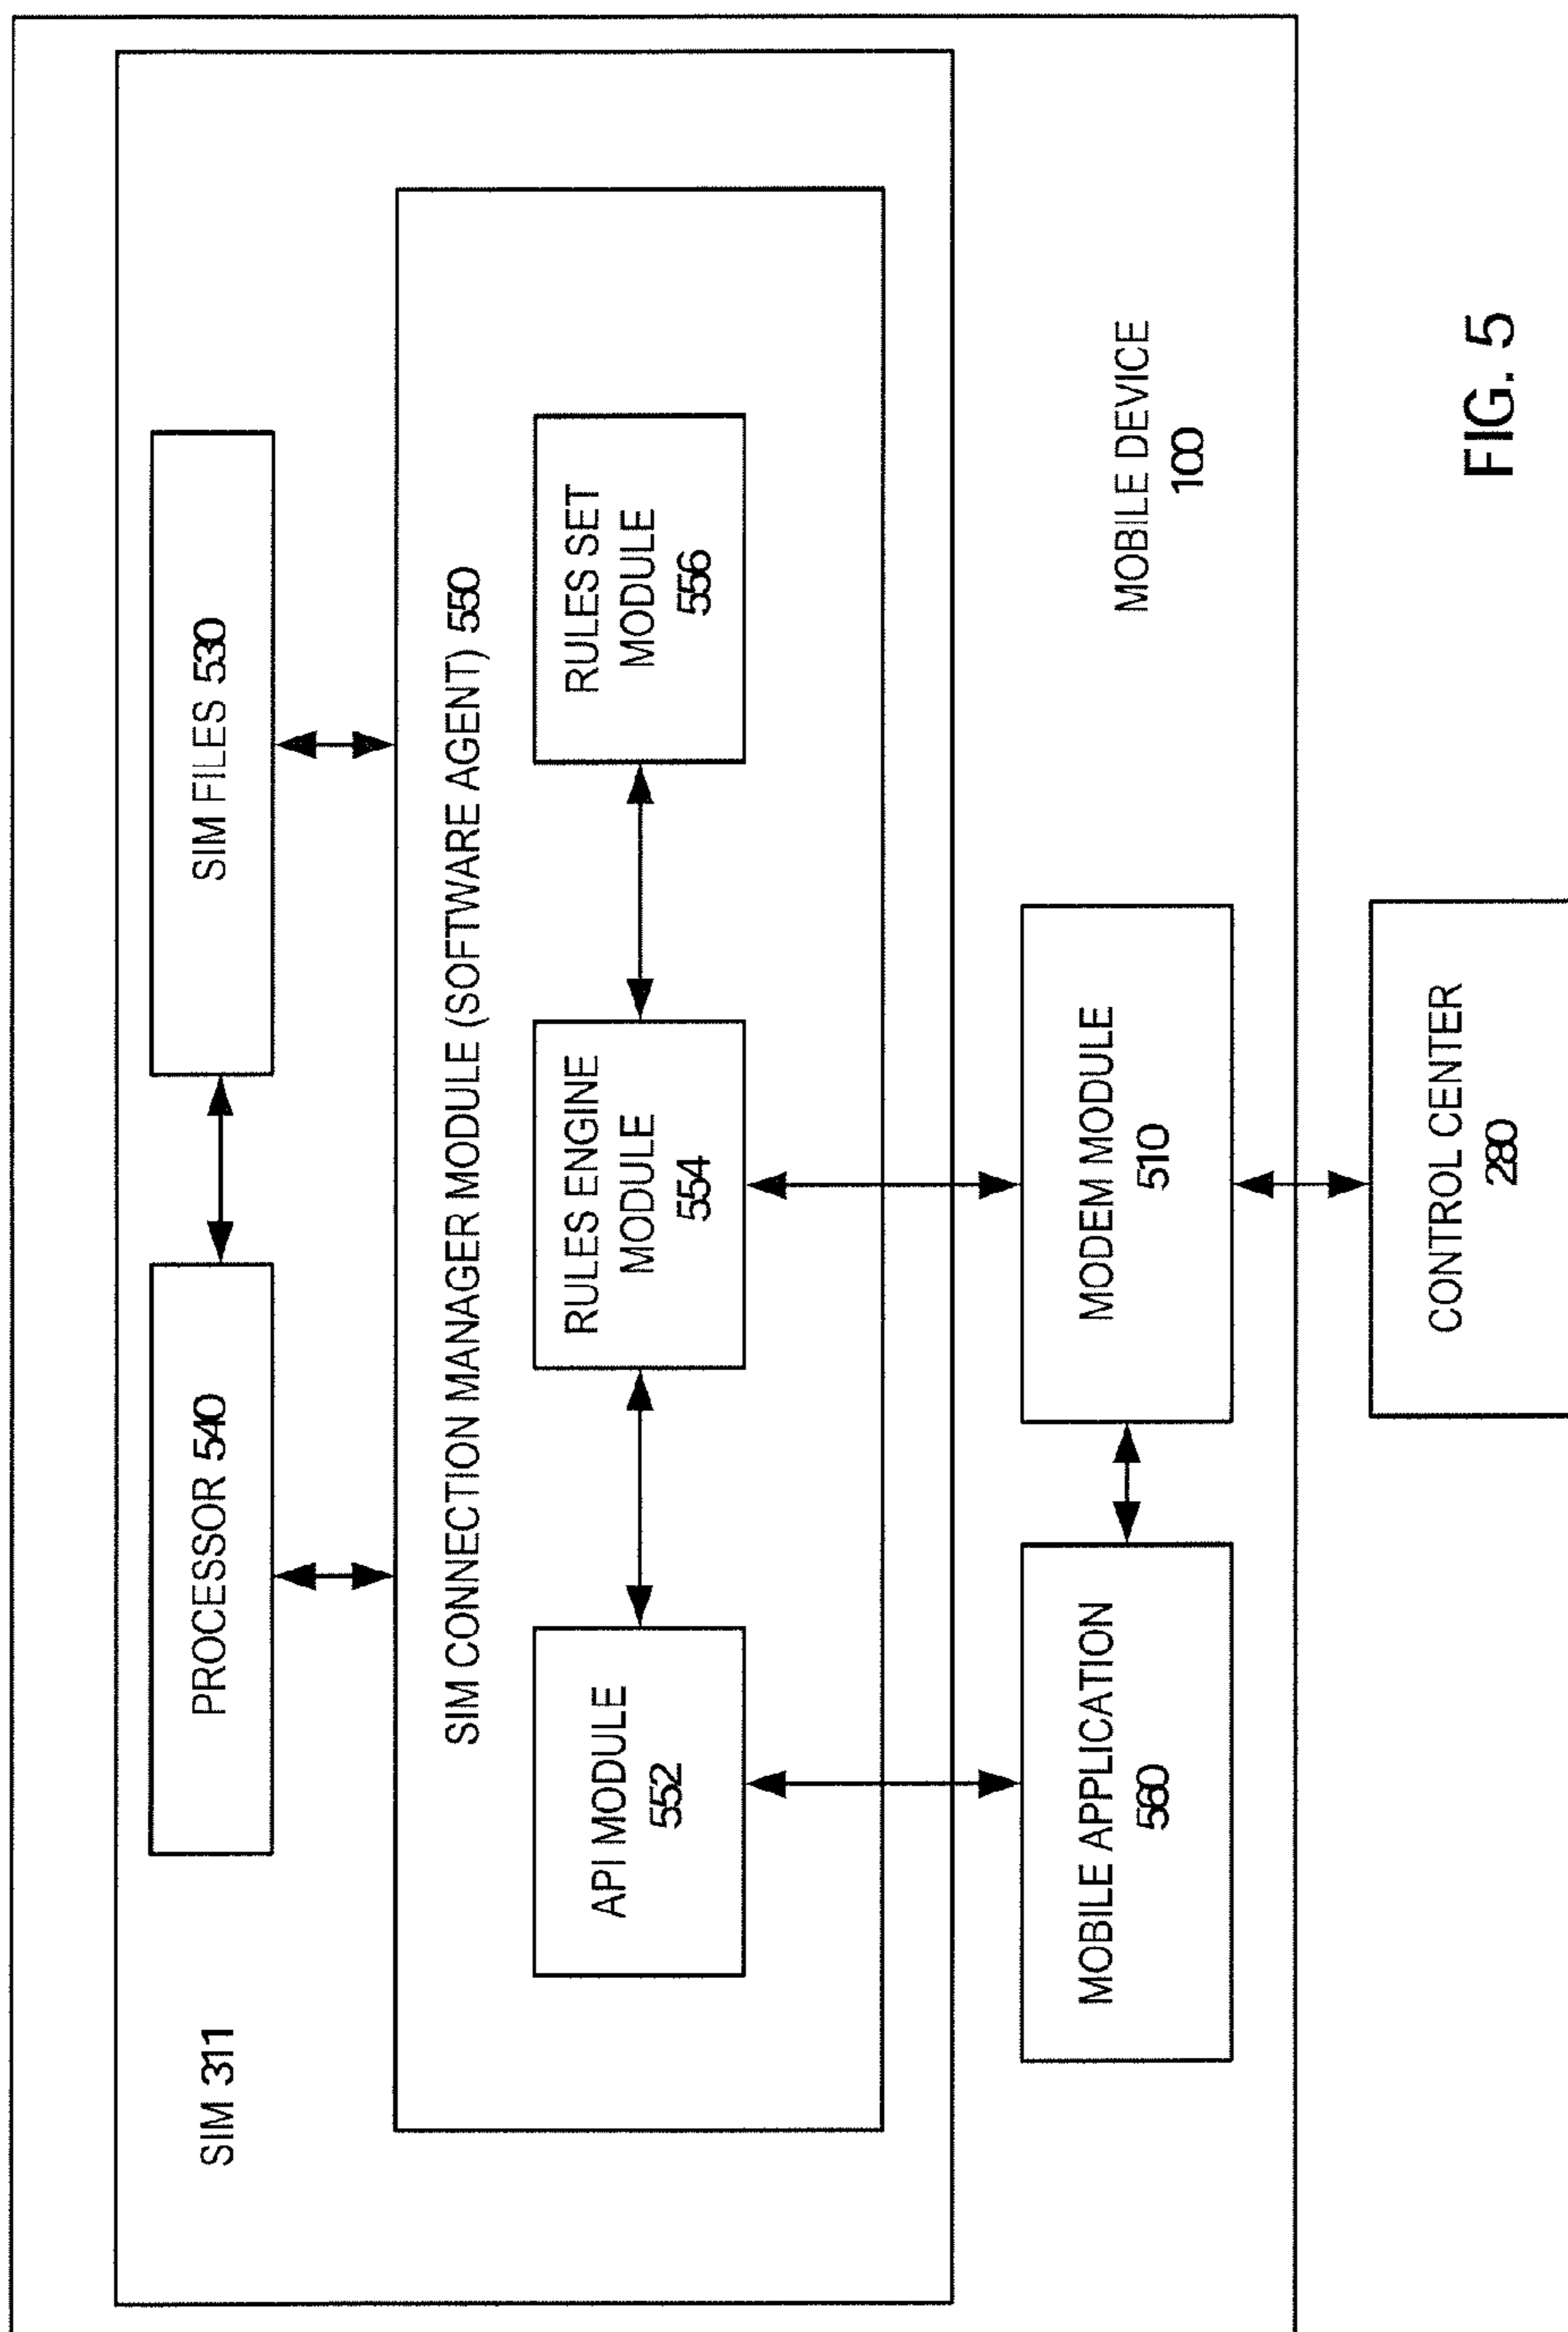 SIM 311
PROCESSOR 540
SIM FILES 530
SIM CONNECTION MANAGER MODULE (SOFTWARE AGENT) 550
API MODULE
552
RULES ENGINE
MODULE
554
RULES SET
MODULE
556
MOBILE APPLICATION
560
MODEM MODULE
510
MOBILE DEVICE
100
CONTROL CENTER
280
FIG. 5